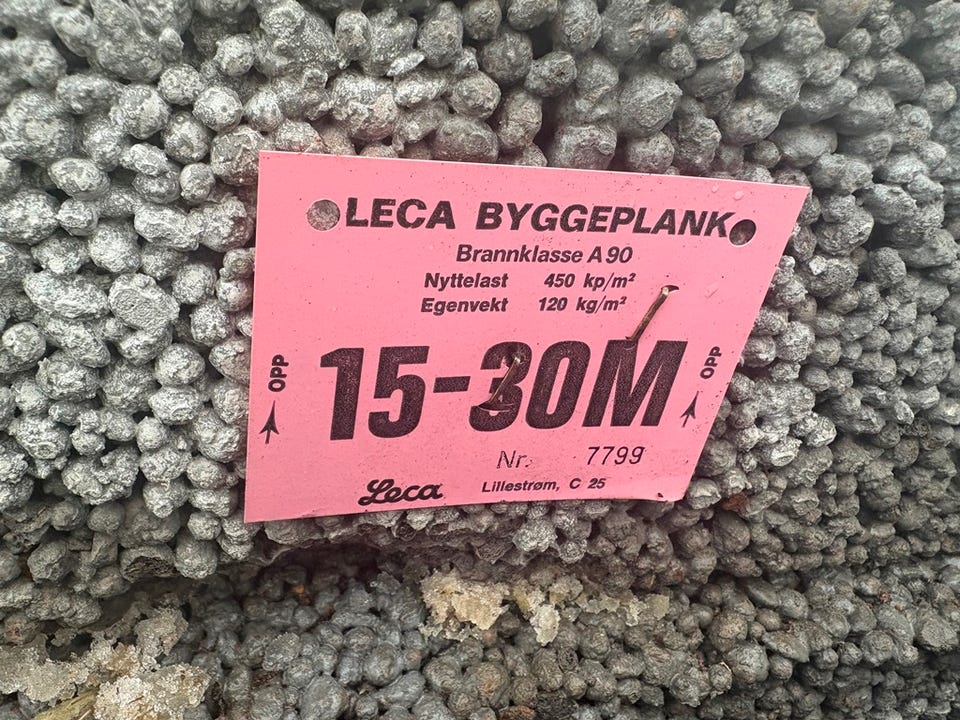 LECA BYGGEPLANK
Brannklasse A 90
Nyttelast 450 kp/m²
Egenvekt 120 kg/m²
OPP
15-30M
OPP
Nr. 7799
Leca Lillestrøm, C 25